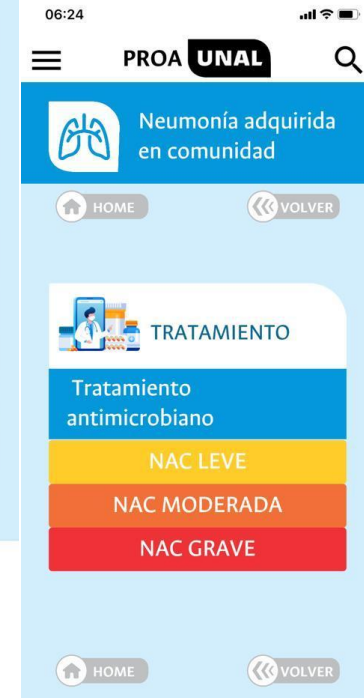 06:24
PROA UNAL
Neumonía adquirida
en comunidad
HOME
VOLVER
TRATAMIENTO
Tratamiento
antimicrobiano
NAC LEVE
NAC MODERADA
NAC GRAVE
HOME
VOLVER